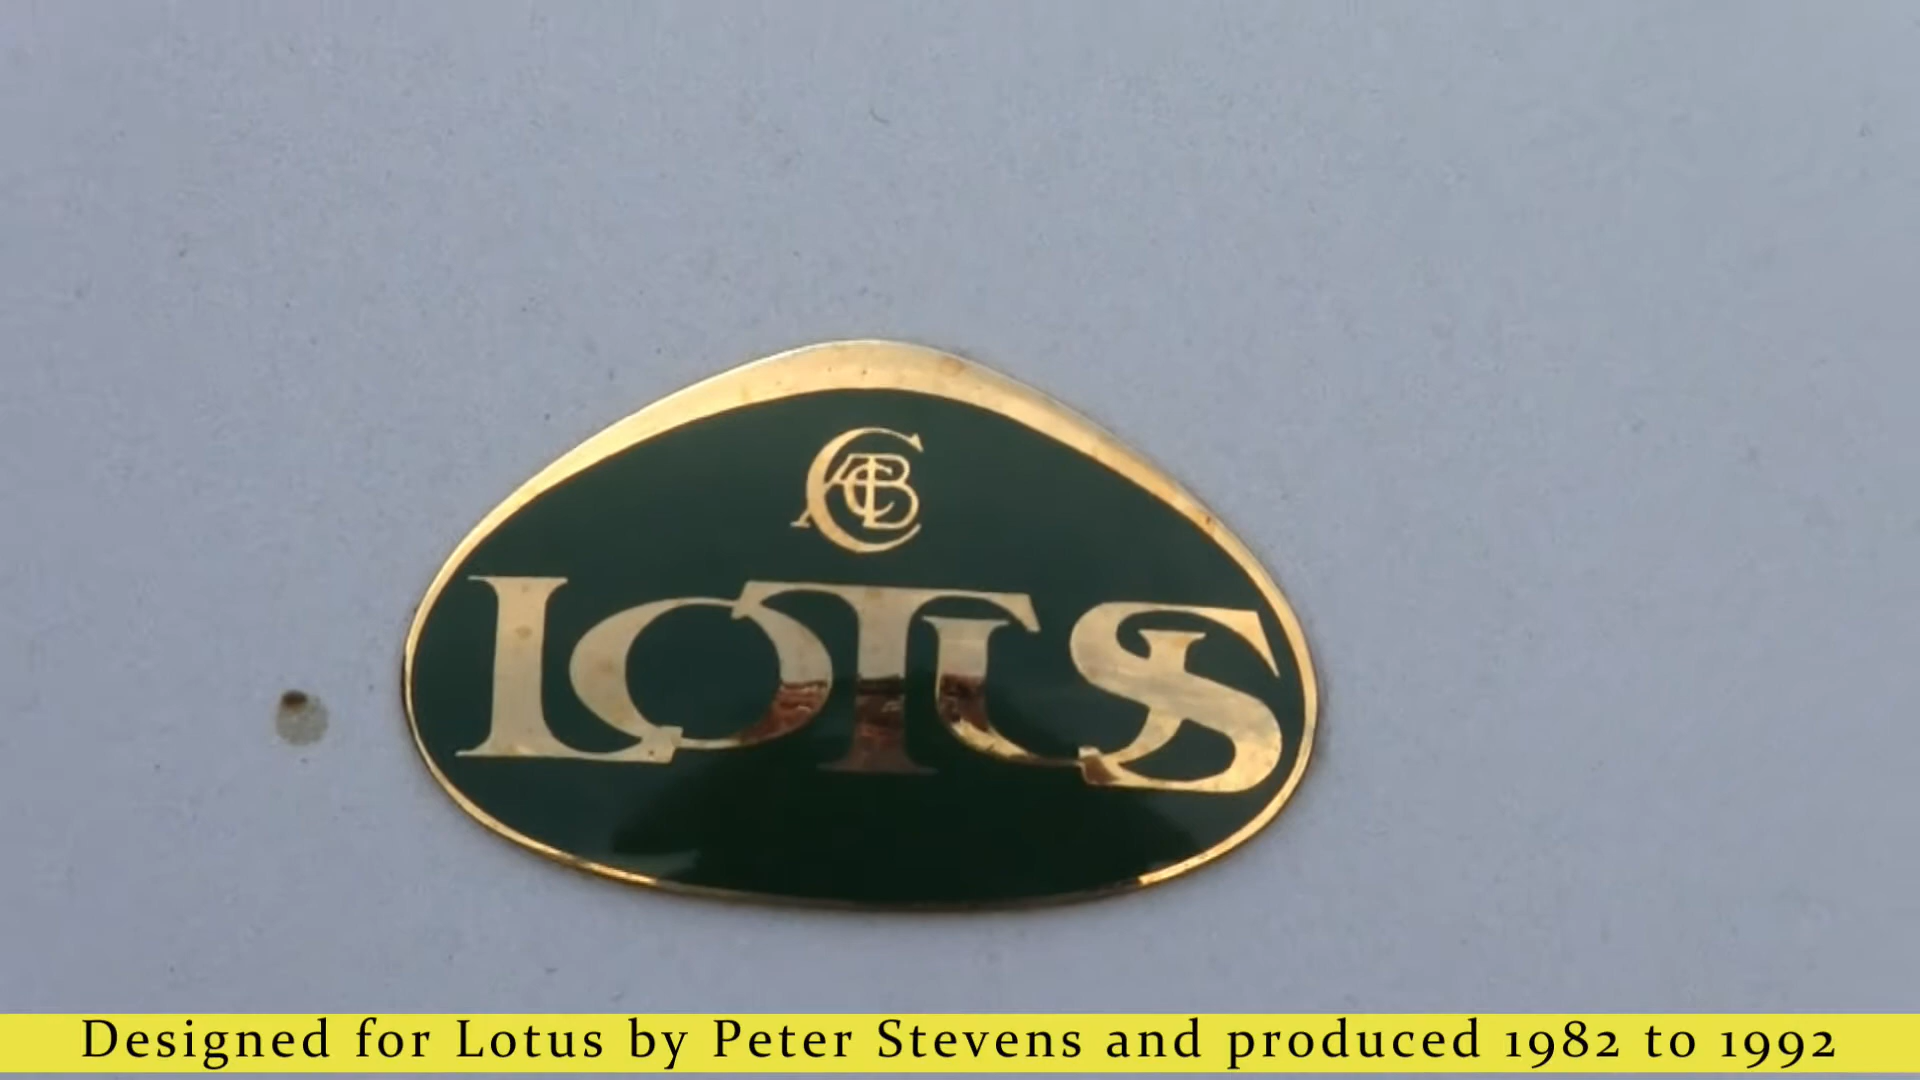 ACBC
LOTUS
Designed for Lotus by Peter Stevens and produced 1982 to 1992